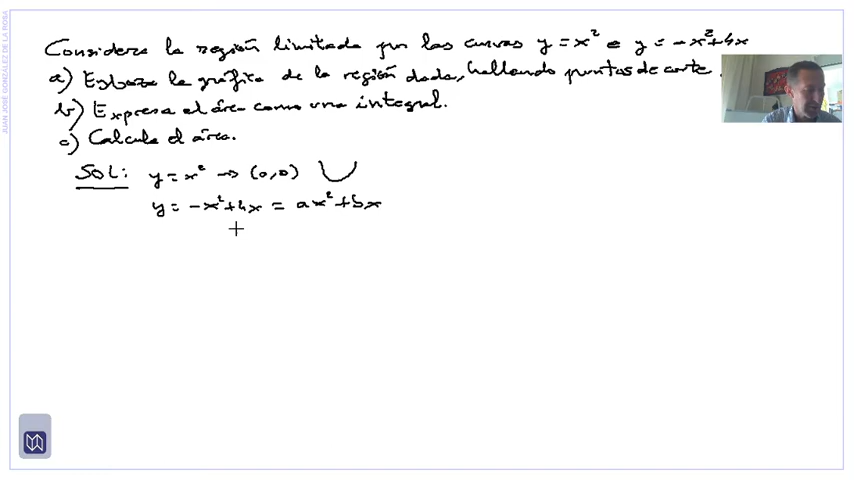 Considera la región limitada por las curvas y = x² e y = -x²+4x
a) Esboza la gráfica de la región dada, hallando puntos de corte.
b) Expresa el área como una integral.
c) Calcula el área.
SOL: y = x² → (0,0)
y = -x²+4x = ax²+bx
JUAN JOSÉ GONZÁLEZ DE LA ROSA